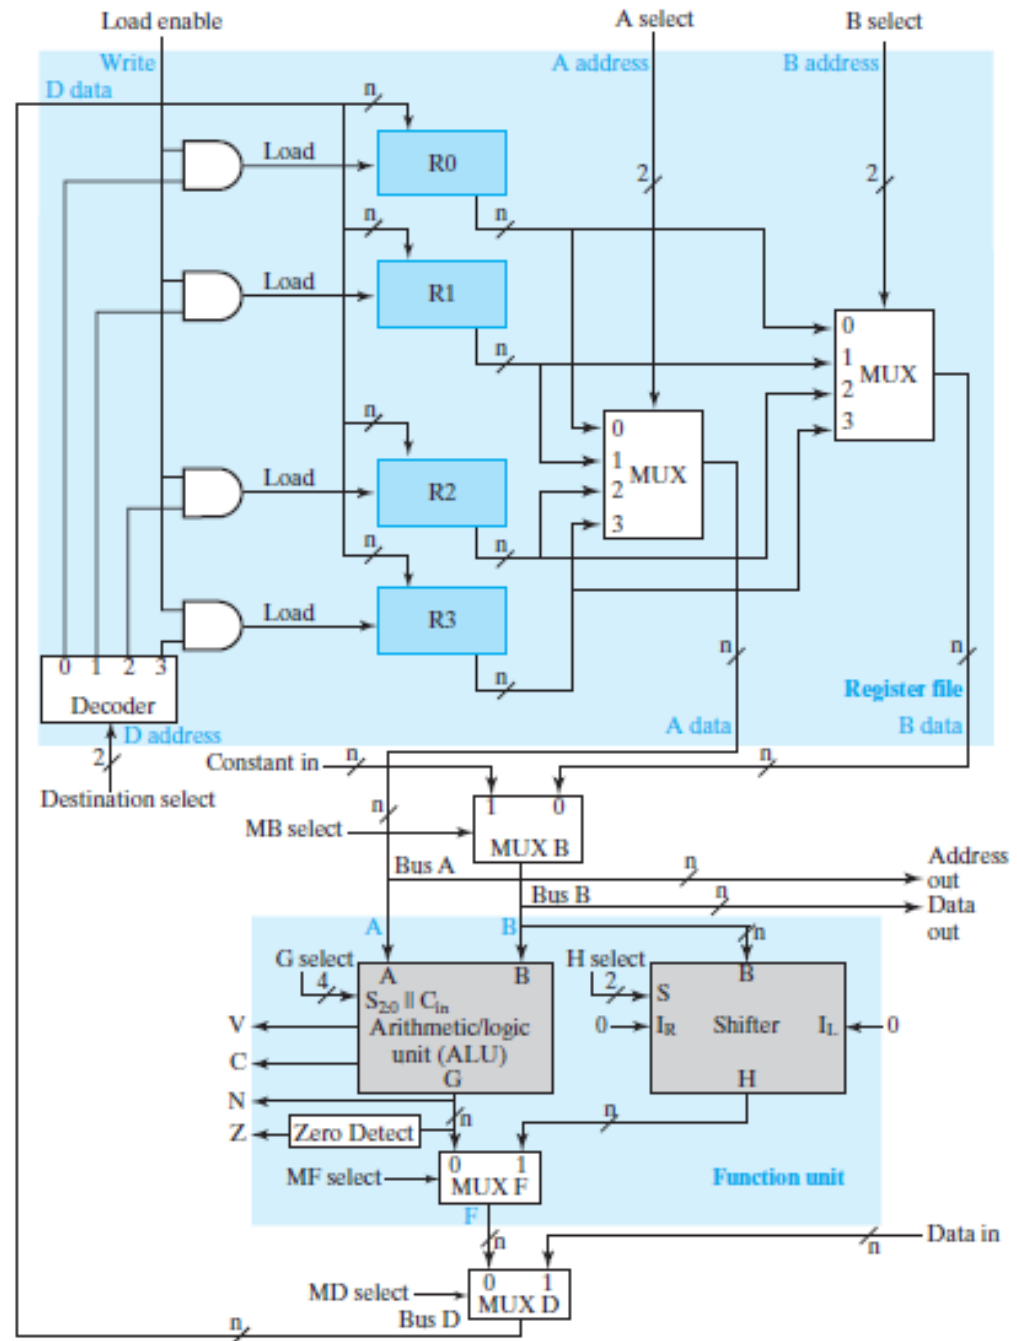 Load enable
A select
B select
Write
A address
B address
D data
n
Load
R0
2
2
n
n
Load
R1
0
n
1
MUX
2
n
3
0
1
MUX
Load
R2
2
3
n
n
Load
R3
n
n
0 1 2 3
n
Register file
Decoder
A data
B data
D address
2
Constant in
n
n
Destination select
n
1 0
MB select
MUX B
Address
out
Bus A
n
Bus B
n
Data
out
A
B
n
G select
H select
A
B
B
4
2
S
S2:0 || Cin
V
Arithmetic/logic
0
IR
Shifter
IL
0
unit (ALU)
C
G
H
N
n
n
Z
Zero Detect
0 1
MF select
MUX F
Function unit
F
n
Data in
n
0 1
MD select
MUX D
Bus D
n